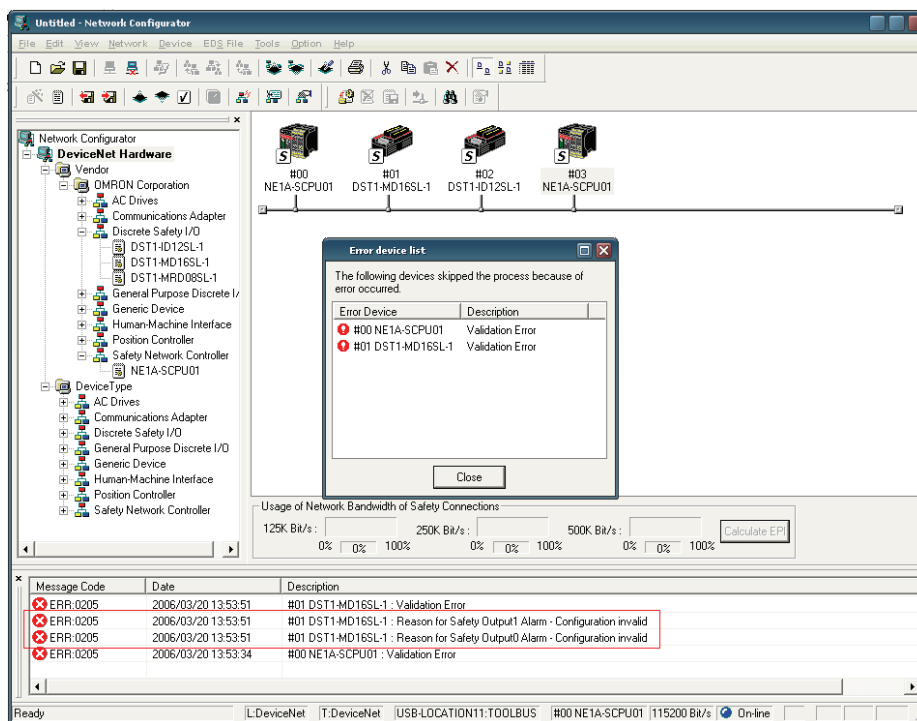 Untitled - Network Configurator
File Edit View Network Device EDS File Tools Option Help
Network Configurator
DeviceNet Hardware
Vendor
OMRON Corporation
AC Drives
Communications Adapter
Discrete Safety I/O
DST1-ID12SL-1
DST1-MD16SL-1
DST1-MRD08SL-1
General Purpose Discrete I/
Generic Device
Human-Machine Interface
Position Controller
Safety Network Controller
NE1A-SCPU01
DeviceType
AC Drives
Communications Adapter
Discrete Safety I/O
General Purpose Discrete I/O
Generic Device
Human-Machine Interface
Position Controller
Safety Network Controller
S S S S
#00 #01 #02 #03
NE1A-SCPU01 DST1-MD16SL-1 DST1-ID12SL-1 NE1A-SCPU01
Error device list
The following devices skipped the process because of
error occurred.
Error Device Description
#00 NE1A-SCPU01 Validation Error
#01 DST1-MD16SL-1 Validation Error
Close
Usage of Network Bandwidth of Safety Connections
125K Bit/s : 250K Bit/s : 500K Bit/s : Calculate EPI
0% 0% 100% 0% 0% 100% 0% 0% 100%
Message Code Date Description
ERR:0205 2006/03/20 13:53:51 #01 DST1-MD16SL-1 : Validation Error
ERR:0205 2006/03/20 13:53:51 #01 DST1-MD16SL-1 : Reason for Safety Output1 Alarm - Configuration invalid
ERR:0205 2006/03/20 13:53:51 #01 DST1-MD16SL-1 : Reason for Safety Output0 Alarm - Configuration invalid
ERR:0205 2006/03/20 13:53:34 #00 NE1A-SCPU01 : Validation Error
Ready L:DeviceNet T:DeviceNet USB-LOCATION11:TOOLBUS #00 NE1A-SCPU01 115200 Bit/s On-line